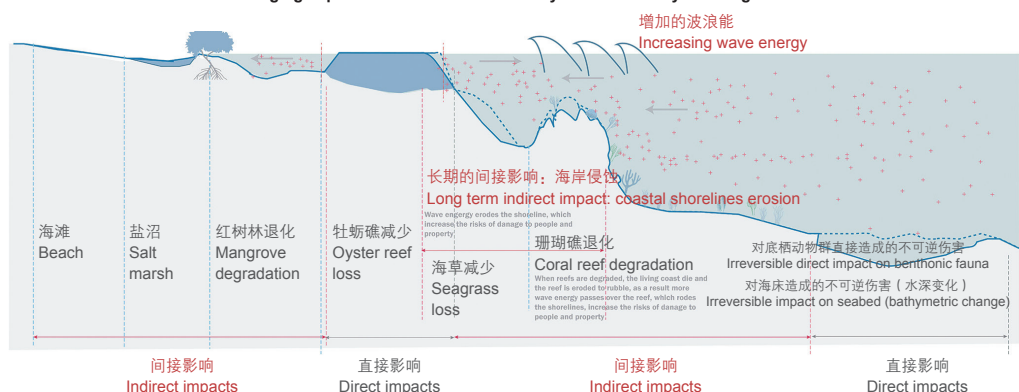 增加的波浪能
Increasing wave energy
长期的间接影响：海岸侵蚀
Long term indirect impact: coastal shorelines erosion
Wave engergy erodes the shoreline, which
increase the risks of damage to people and
property
海滩
Beach
盐沼
Salt
marsh
红树林退化
Mangrove
degradation
牡蛎礁减少
Oyster reef
loss
海草减少
Seagrass
loss
珊瑚礁退化
Coral reef degradation
When reefs are degraded, the living coast die and
the reef is eroded to rubble, as a result more
wave energy passes over the reef, which rodes
the shorelines, increase the risks of damage to
people and property
对底栖动物群直接造成的不可逆伤害
Irreversible direct impact on benthonic fauna
对海床造成的不可逆伤害（水深变化）
Irreversible impact on seabed (bathymetric change)
间接影响
Indirect impacts
直接影响
Direct impacts
间接影响
Indirect impacts
直接影响
Direct impacts